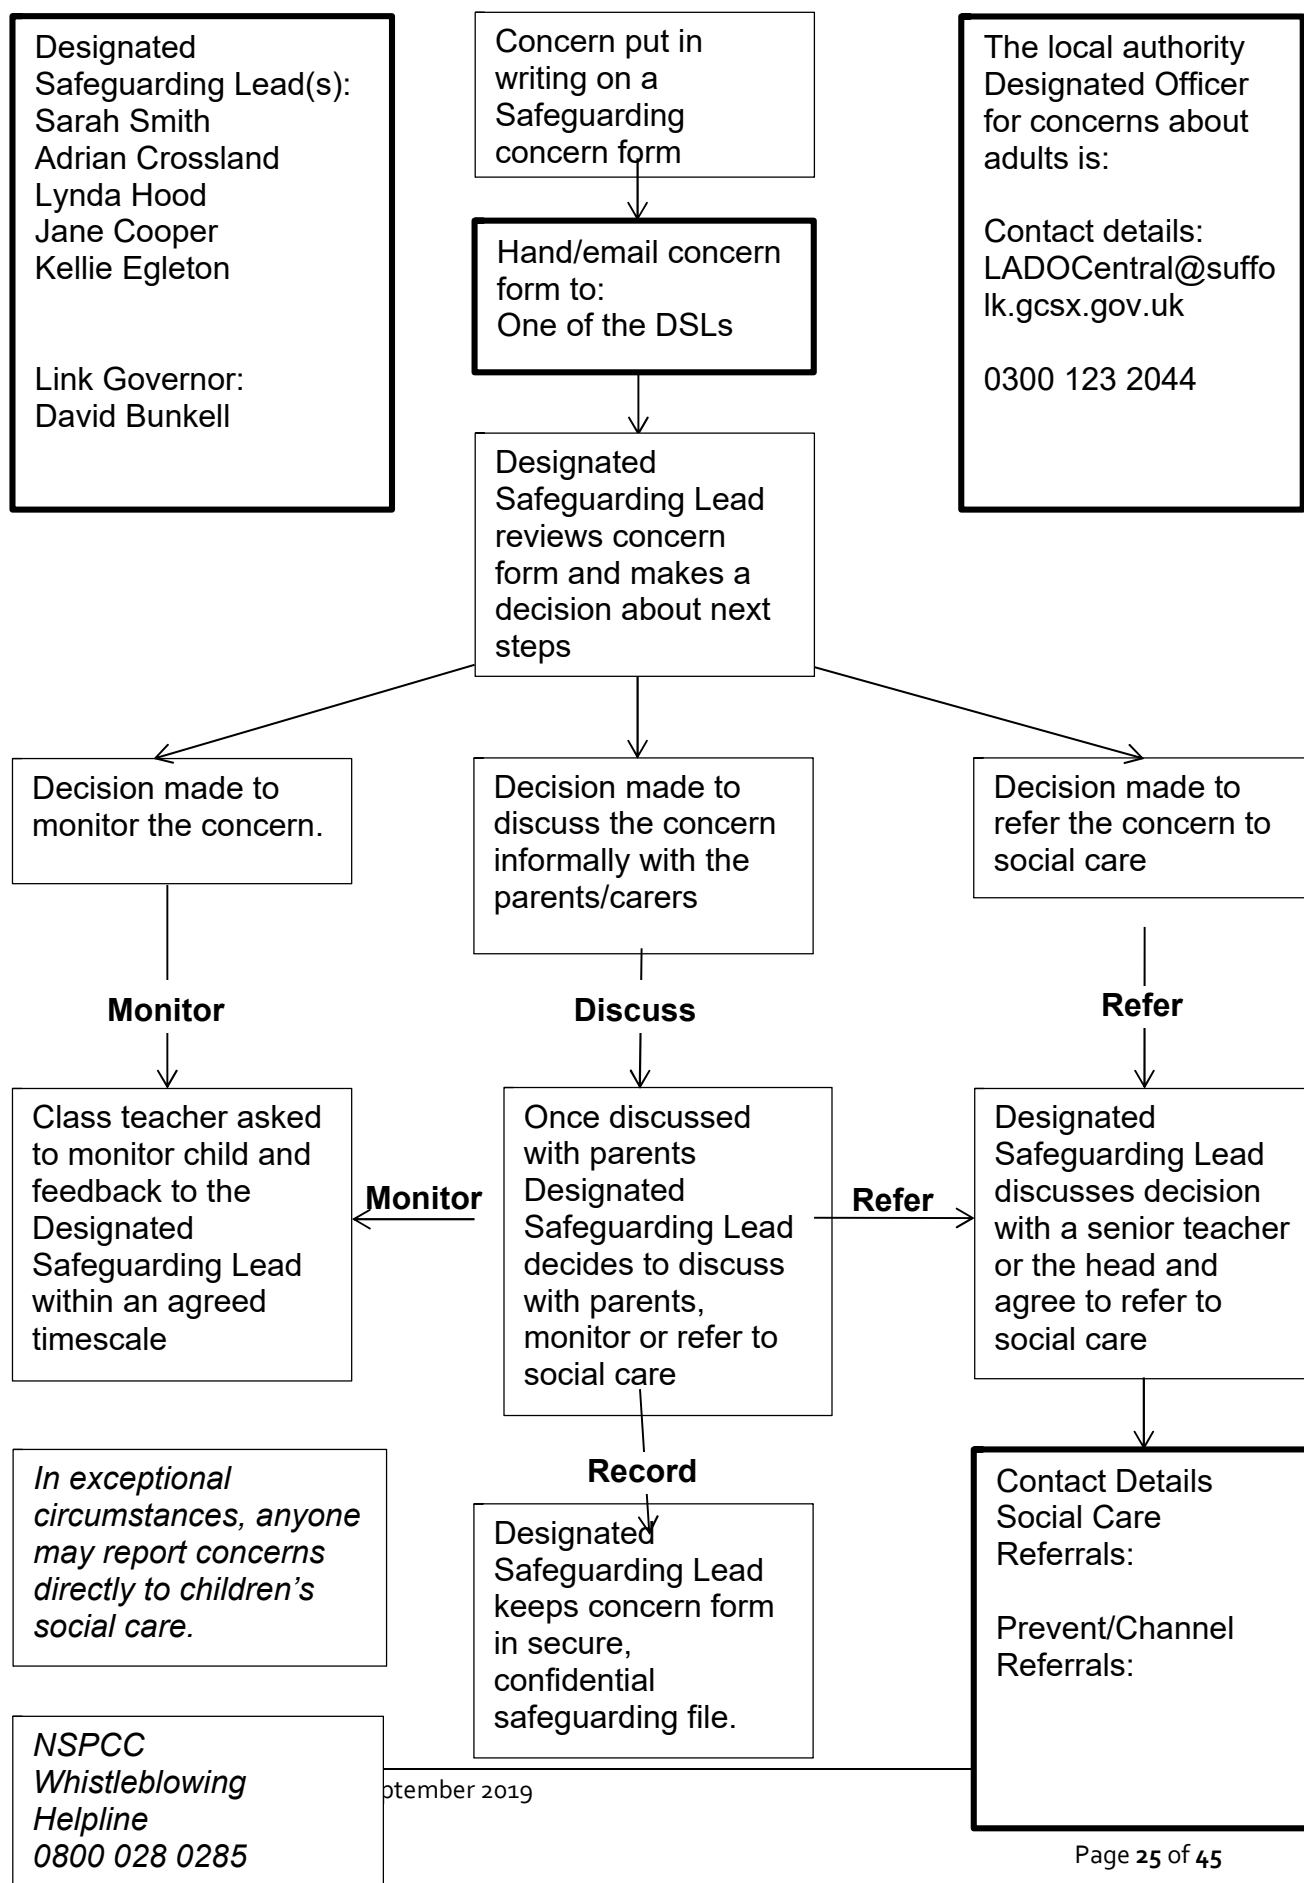 Designated
Safeguarding Lead(s):
Sarah Smith
Adrian Crossland
Lynda Hood
Jane Cooper
Kellie Egleton
Link Governor:
David Bunkell
Concern put in
writing on a
Safeguarding
concern form
The local authority
Designated Officer
for concerns about
adults is:
Contact details:
LADOCentral@suffo
lk.gcsx.gov.uk
0300 123 2044
Hand/email concern
form to:
One of the DSLs
Designated
Safeguarding Lead
reviews concern
form and makes a
decision about next
steps
Decision made to
monitor the concern.
Decision made to
discuss the concern
informally with the
parents/carers
Decision made to
refer the concern to
social care
Monitor
Discuss
Refer
Class teacher asked
to monitor child and
feedback to the
Designated
Safeguarding Lead
within an agreed
timescale
Monitor
Once discussed
with parents
Designated
Safeguarding Lead
decides to discuss
with parents,
monitor or refer to
social care
Refer
Designated
Safeguarding Lead
discusses decision
with a senior teacher
or the head and
agree to refer to
social care
In exceptional
circumstances, anyone
may report concerns
directly to children's
social care.
Record
Designated
Safeguarding Lead
keeps concern form
in secure,
confidential
safeguarding file.
Contact Details
Social Care
Referrals:
Prevent/Channel
Referrals:
NSPCC
Whistleblowing
Helpline
0800 028 0285
ptember 2019
Page 25 of 45